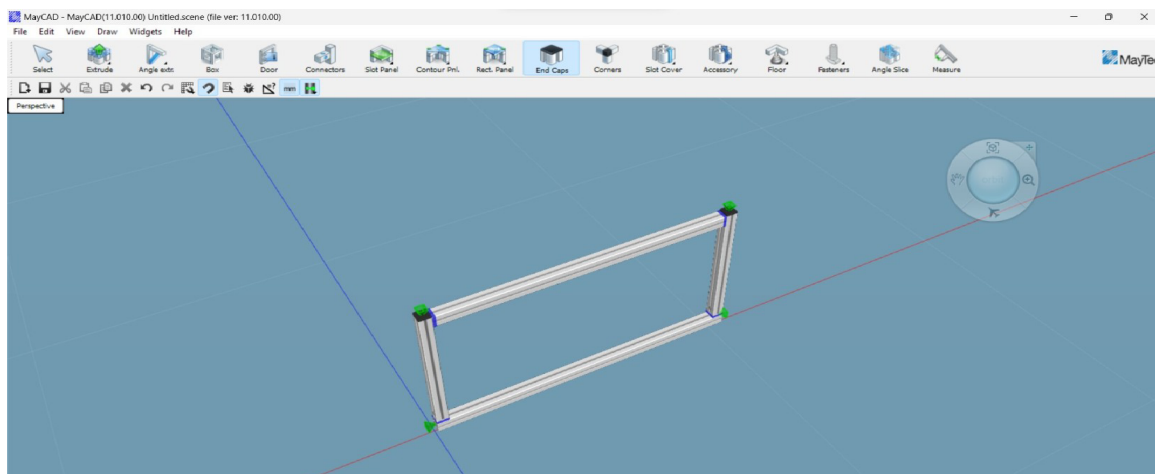 MayCAD - MayCAD(11.010.00) Untitled.scene (file ver: 11.010.00)
File Edit View Draw Widgets Help
Select Extrude Angle extr. Box Door Connectors Slot Panel Contour Pnl. Rect. Panel End Caps Corners Slot Cover Accessory Floor Fasteners Angle Slice Measure
MayTe
mm
Perspective